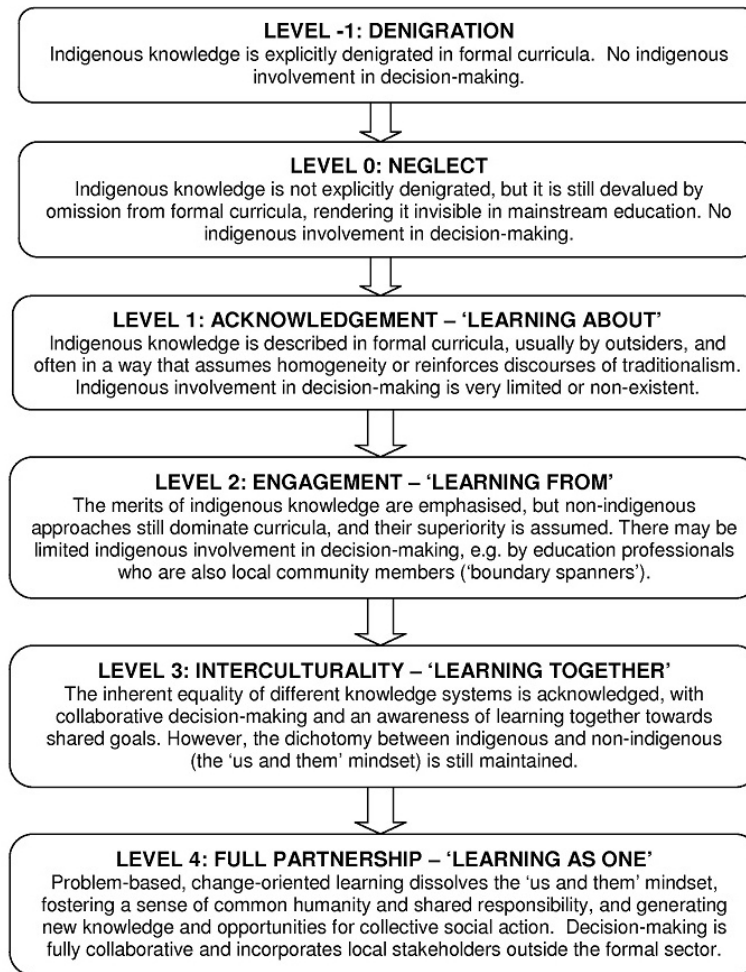 LEVEL -1: DENIGRATION
Indigenous knowledge is explicitly denigrated in formal curricula.  No indigenous
involvement in decision-making.
LEVEL 0: NEGLECT
Indigenous knowledge is not explicitly denigrated, but it is still devalued by
omission from formal curricula, rendering it invisible in mainstream education. No
indigenous involvement in decision-making.
LEVEL 1: ACKNOWLEDGEMENT – ‘LEARNING ABOUT’
Indigenous knowledge is described in formal curricula, usually by outsiders, and
often in a way that assumes homogeneity or reinforces discourses of traditionalism.
Indigenous involvement in decision-making is very limited or non-existent.
LEVEL 2: ENGAGEMENT – ‘LEARNING FROM’
The merits of indigenous knowledge are emphasised, but non-indigenous
approaches still dominate curricula, and their superiority is assumed. There may be
limited indigenous involvement in decision-making, e.g. by education professionals
who are also local community members (‘boundary spanners’).
LEVEL 3: INTERCULTURALITY – ‘LEARNING TOGETHER’
The inherent equality of different knowledge systems is acknowledged, with
collaborative decision-making and an awareness of learning together towards
shared goals. However, the dichotomy between indigenous and non-indigenous
(the ‘us and them’ mindset) is still maintained.
LEVEL 4: FULL PARTNERSHIP – ‘LEARNING AS ONE’
Problem-based, change-oriented learning dissolves the ‘us and them’ mindset,
fostering a sense of common humanity and shared responsibility, and generating
new knowledge and opportunities for collective social action.  Decision-making is
fully collaborative and incorporates local stakeholders outside the formal sector.